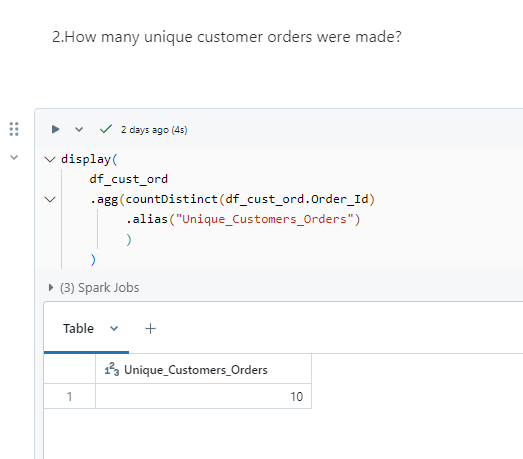 2.How many unique customer orders were made?
2 days ago (4s)
display(
df_cust_ord
.agg(countDistinct(df_cust_ord.Order_Id)
.alias("Unique_Customers_Orders")
)
)
(3) Spark Jobs
Table +
123 Unique_Customers_Orders
1 10